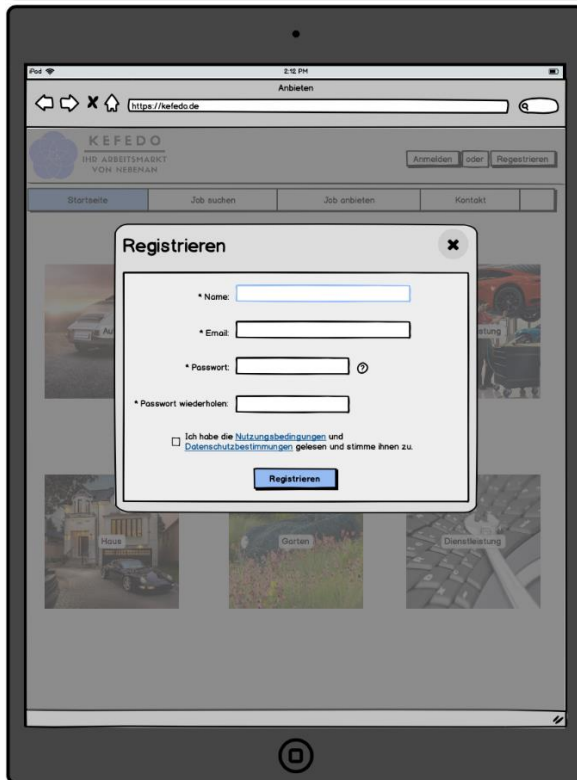 iPod
2:12 PM
Anbieten
https://kefedo.de
KEFEDO
IHR ARBEITSMARKT
VON NEBENAN
Anmelden oder Regestrieren
Startseite Job suchen Job anbieten Kontakt
Registrieren
* Name:
* Email:
* Passwort:
?
* Passwort wiederholen:
Ich habe die Nutzungsbedingungen und
Datenschutzbestimmungen gelesen und stimme ihnen zu.
Registrieren
Haus Garten Dienstleistung